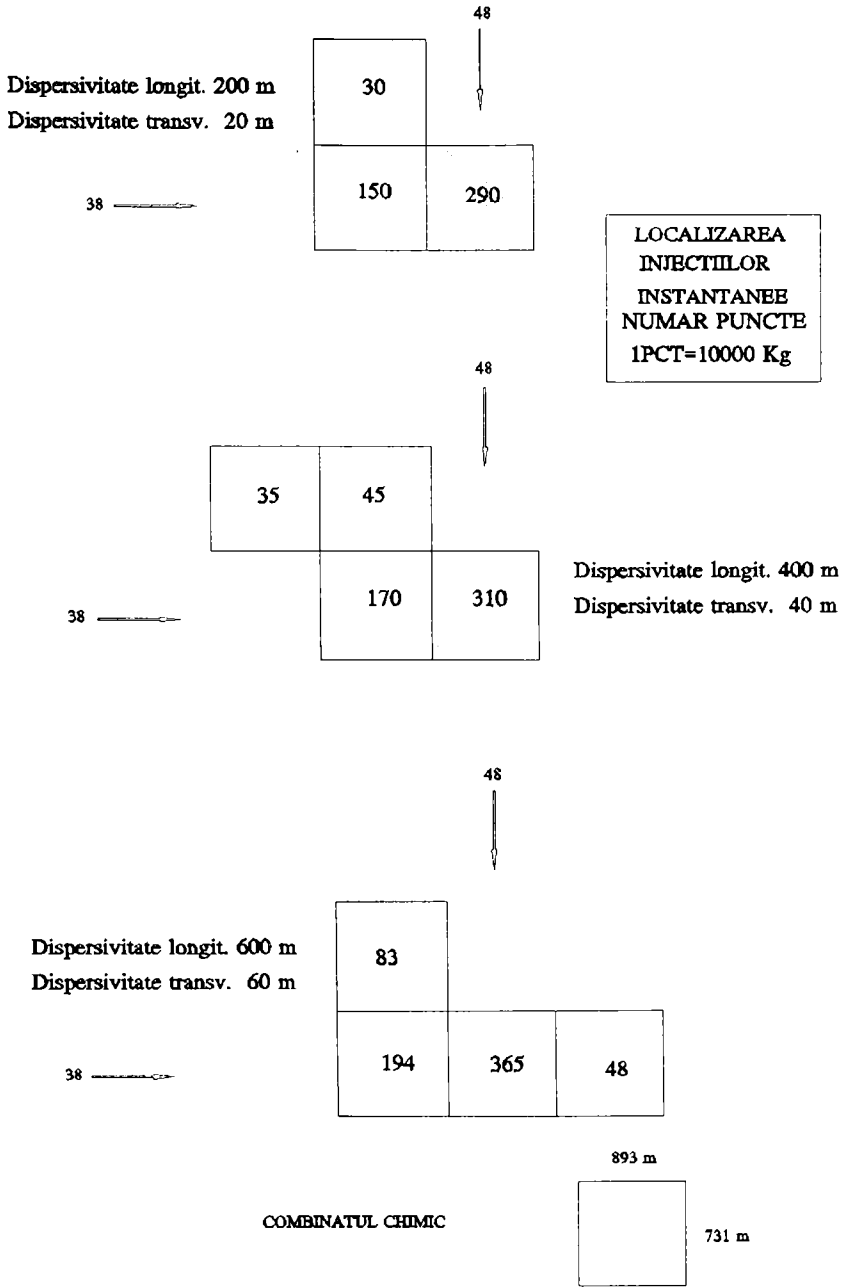 48
Dispersivitate longit. 200 m
Dispersivitate transv. 20 m
30
38
150 290
LOCALIZAREA
INJECTIILOR
INSTANTANEE
NUMAR PUNCTE
1PCT=10000 Kg
48
35 45
Dispersivitate longit. 400 m
Dispersivitate transv. 40 m
38
170 310
48
Dispersivitate longit. 600 m
Dispersivitate transv. 60 m
83
38
194 365 48
893 m
COMBINATUL CHIMIC
731 m